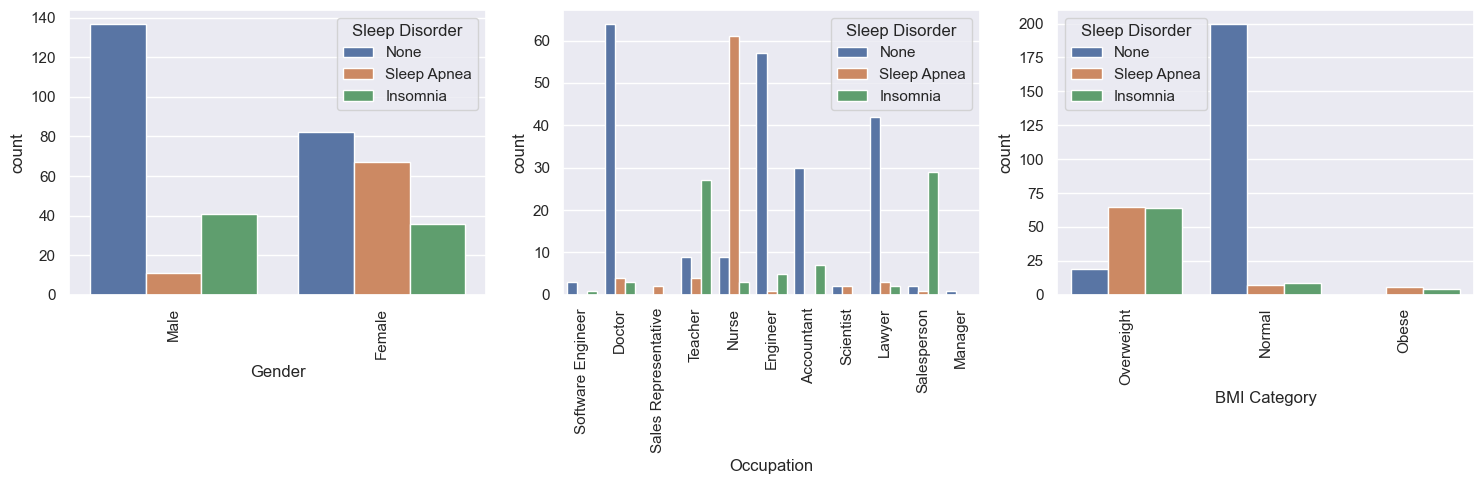 140
120
100
80
60
40
20
0
count
Sleep Disorder
None
Sleep Apnea
Insomnia
Male
Female
Gender
60
50
40
30
20
10
0
count
Sleep Disorder
None
Sleep Apnea
Insomnia
Software Engineer
Doctor
Sales Representative
Teacher
Nurse
Engineer
Accountant
Scientist
Lawyer
Salesperson
Manager
Occupation
200
175
150
125
100
75
50
25
0
count
Sleep Disorder
None
Sleep Apnea
Insomnia
Overweight
Normal
Obese
BMI Category